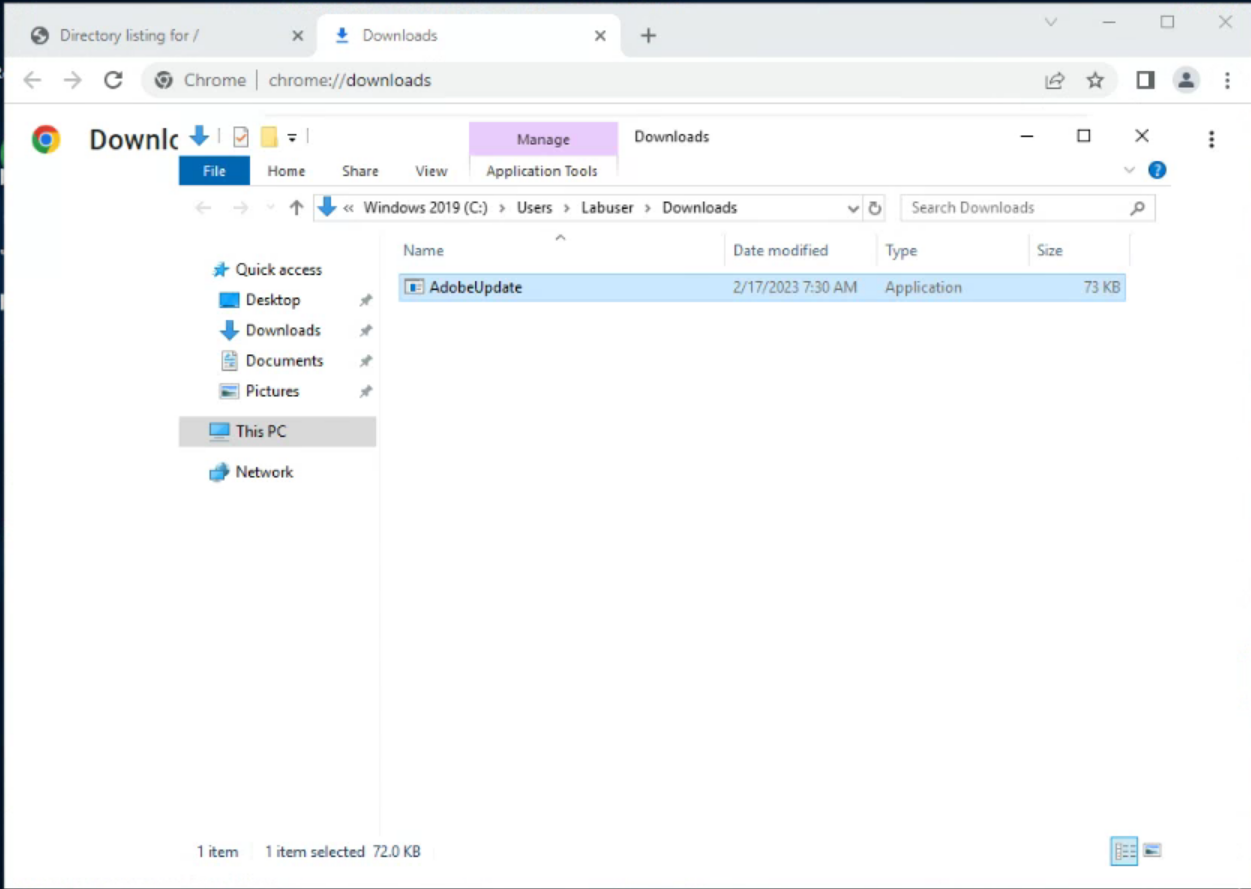 Directory listing for /
Downloads
Chrome | chrome://downloads
Downlo
Manage
Downloads
File
Home
Share
View
Application Tools
« Windows 2019 (C:) > Users > Labuser > Downloads
Search Downloads
Name
Date modified
Type
Size
AdobeUpdate
2/17/2023 7:30 AM
Application
73 KB
Quick access
Desktop
Downloads
Documents
Pictures
This PC
Network
1 item
1 item selected 72.0 KB